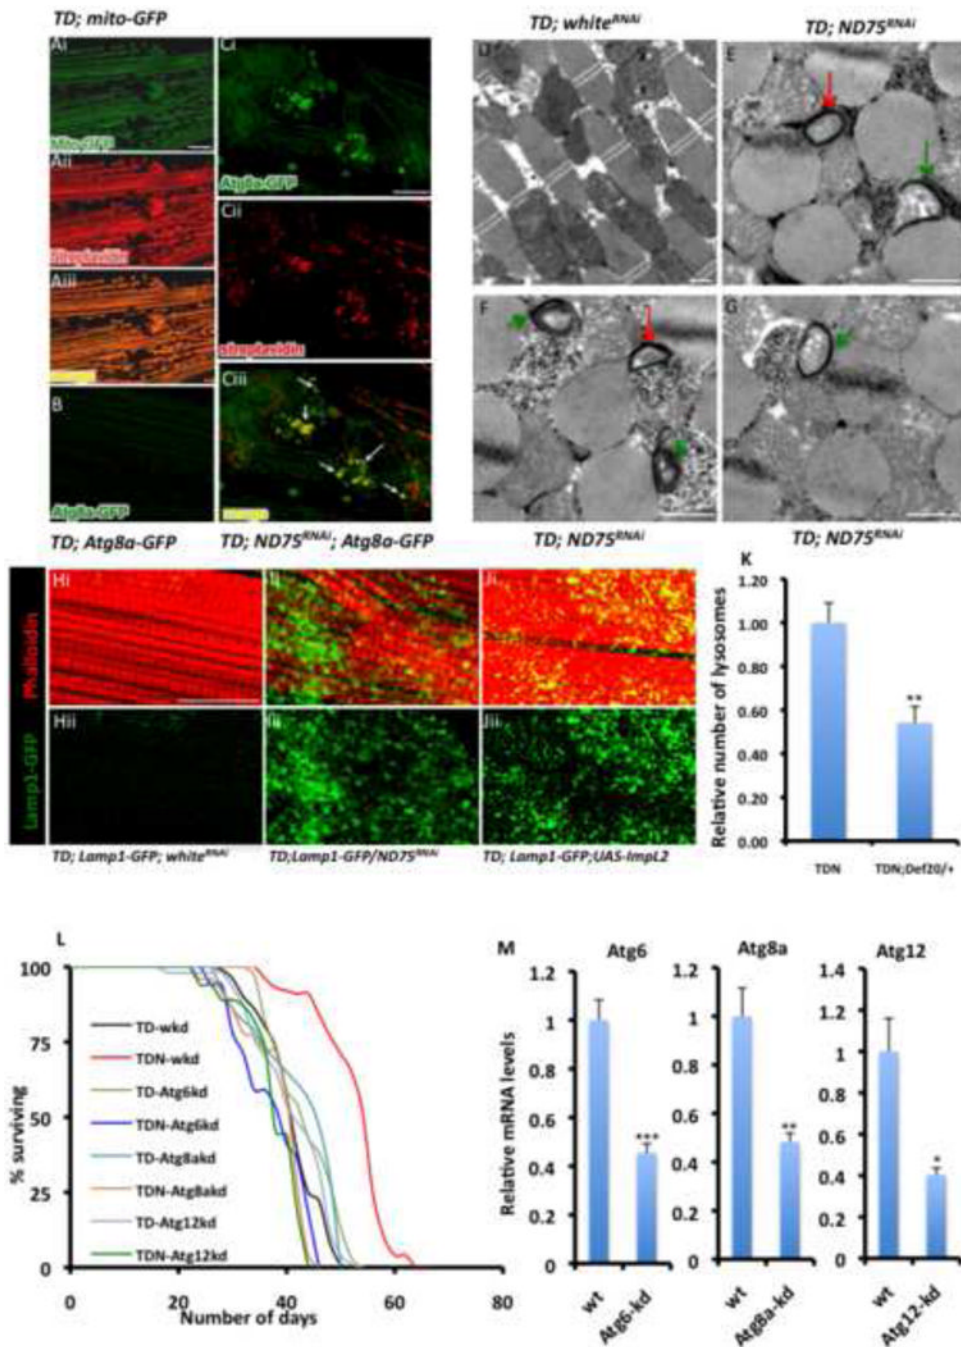 TD; mito-GFP
TD; white^RNAi
TD; ND75^RNAi
Ai
Mito-GFP
Aii
streptavidin
Aiii
merge
B
Atg8a-GFP
Ci
Atg8a-GFP
Cii
streptavidin
Ciii
merge
D
E
F
G
TD; Atg8a-GFP
TD; ND75^RNAi; Atg8a-GFP
TD; ND75^RNAi
TD; ND75^RNAi
Phalloidin
Lamp1-GFP
Hi
Ii
Ji
Hii
Iii
Jii
TD; Lamp1-GFP; white^RNAi
TD;Lamp1-GFP/ND75^RNAi
TD; Lamp1-GFP;UAS-ImpL2
K
Relative number of lysosomes
1.20
1.00
0.80
0.60
0.40
0.20
0.00
**
TDN
TDN;Def20/+
L
% surviving
100
75
50
25
0
TD-wkd
TDN-wkd
TD-Atg6kd
TDN-Atg6kd
TD-Atg8akd
TDN-Atg8akd
TD-Atg12kd
TDN-Atg12kd
0
20
40
60
80
Number of days
M
Relative mRNA levels
Atg6
1.2
1
0.8
0.6
0.4
0.2
0
***
wt
Atg6-kd
Atg8a
1.2
1
0.8
0.6
0.4
0.2
0
**
wt
Atg8a-kd
Atg12
1.4
1.2
1
0.8
0.6
0.4
0.2
0
*
wt
Atg12-kd